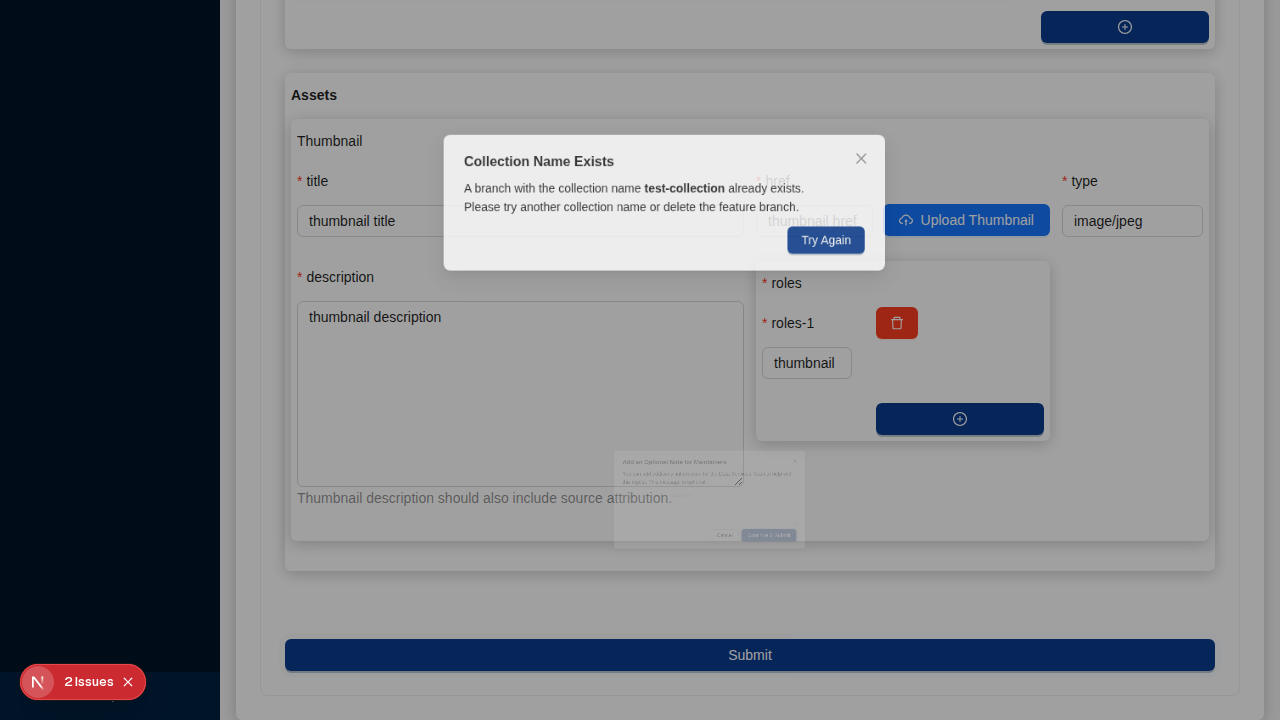 Assets
Thumbnail
* title
* href
* type
thumbnail title
thumbnail href
Upload Thumbnail
image/jpeg
Collection Name Exists
A branch with the collection name test-collection already exists.
Please try another collection name or delete the feature branch.
Try Again
* description
thumbnail description
* roles
* roles-1
thumbnail
Add an Optional Note for Maintainers
Cancel
Continue & Submit
Thumbnail description should also include source attribution.
Submit
2 Issues